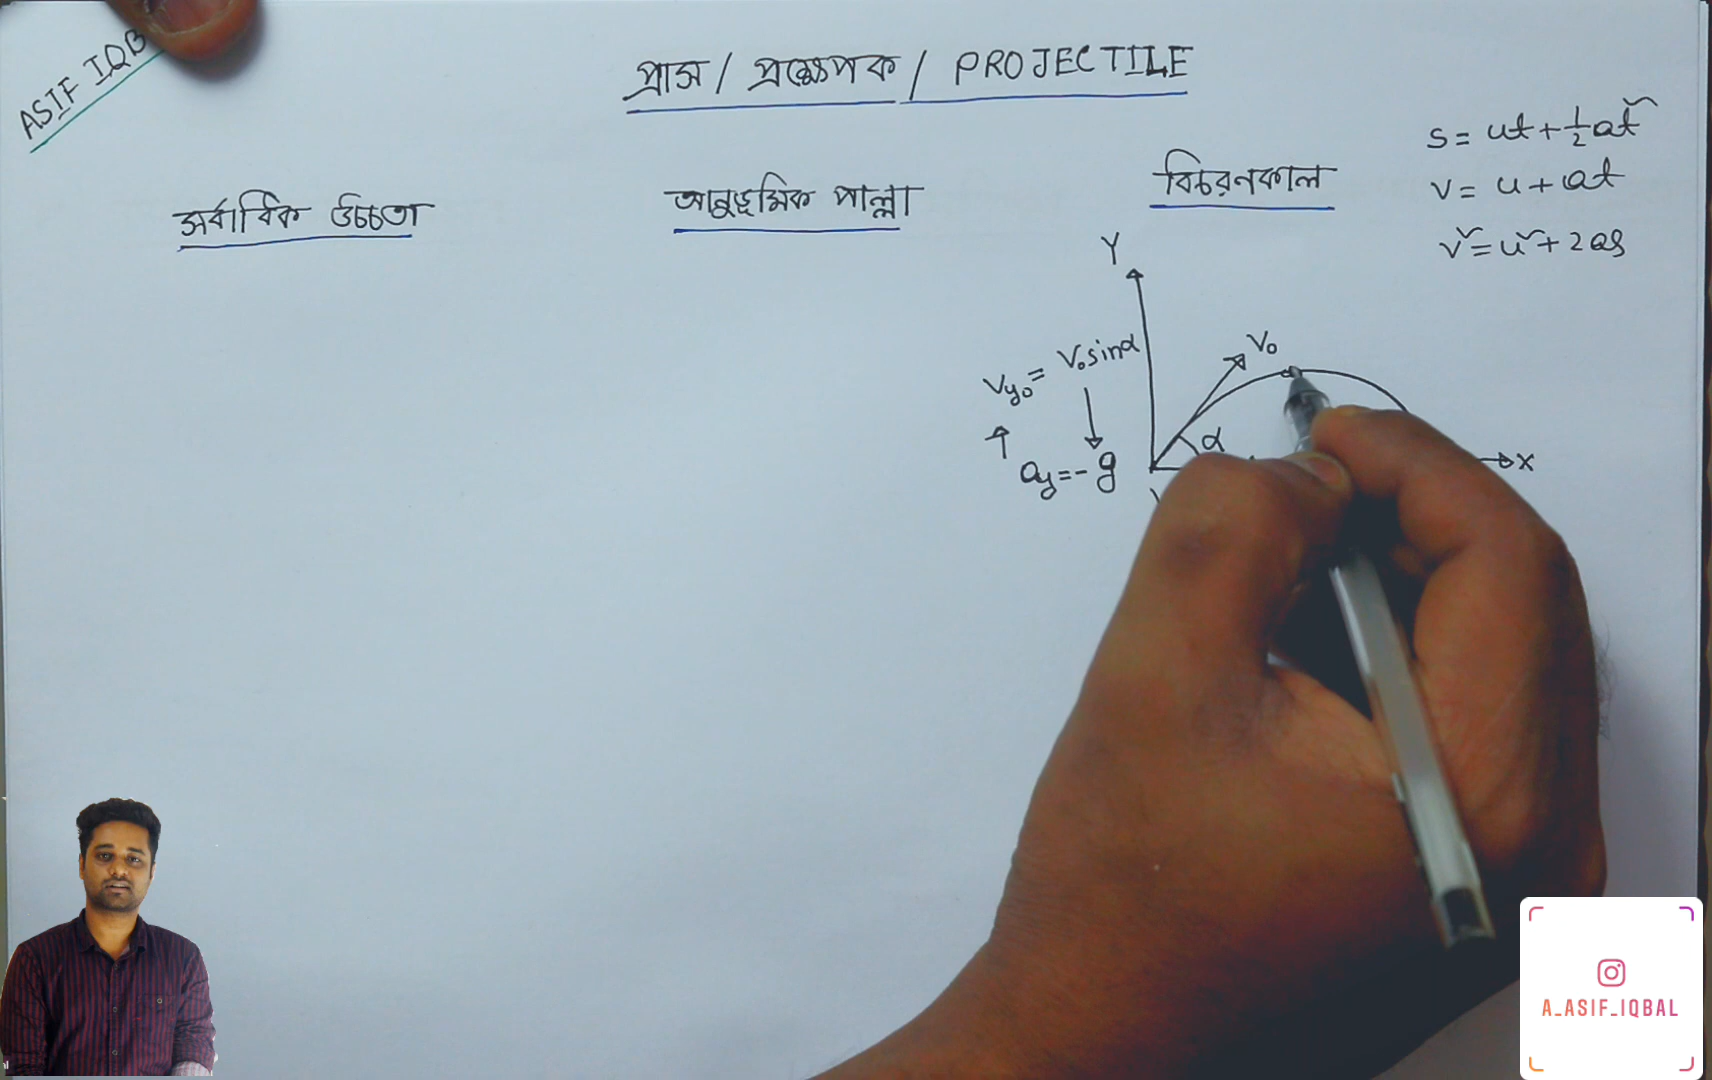 ASIF IQB
প্রাস / প্রক্ষেপক / PROJECTILE
সর্বাধিক উচ্চতা
আনুভূমিক পাল্লা
বিচরনকাল
S = ut + ½at²
v = u + at
v² = u² + 2as
Y
V₀
Vy₀ = V₀sinα
α
ay = - g
X
A_ASIF_IQBAL